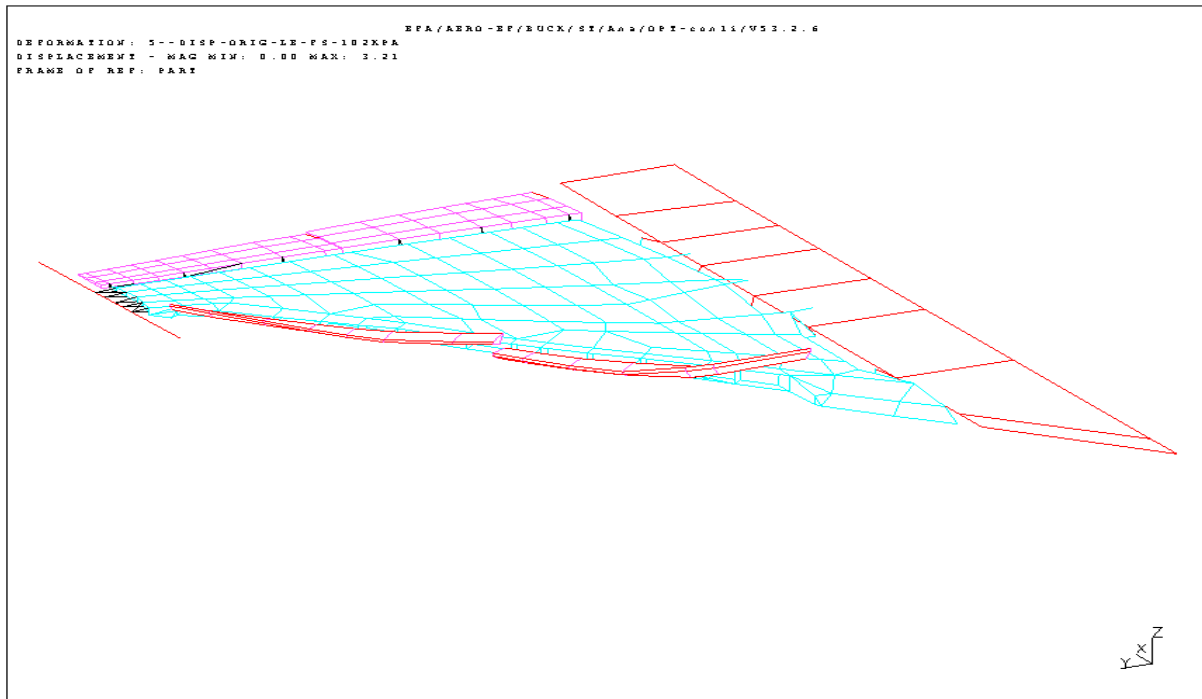 EFA/AERO-EF/BUCK/ST/Ana/OPT-con11/V53.2.6
DEFORMATION: 5--DISP-ORIG-LE-FS-102KPA
DISPLACEMENT - MAG MIN: 0.00 MAX: 3.21
FRAME OF REF: PART
Z
X
Y